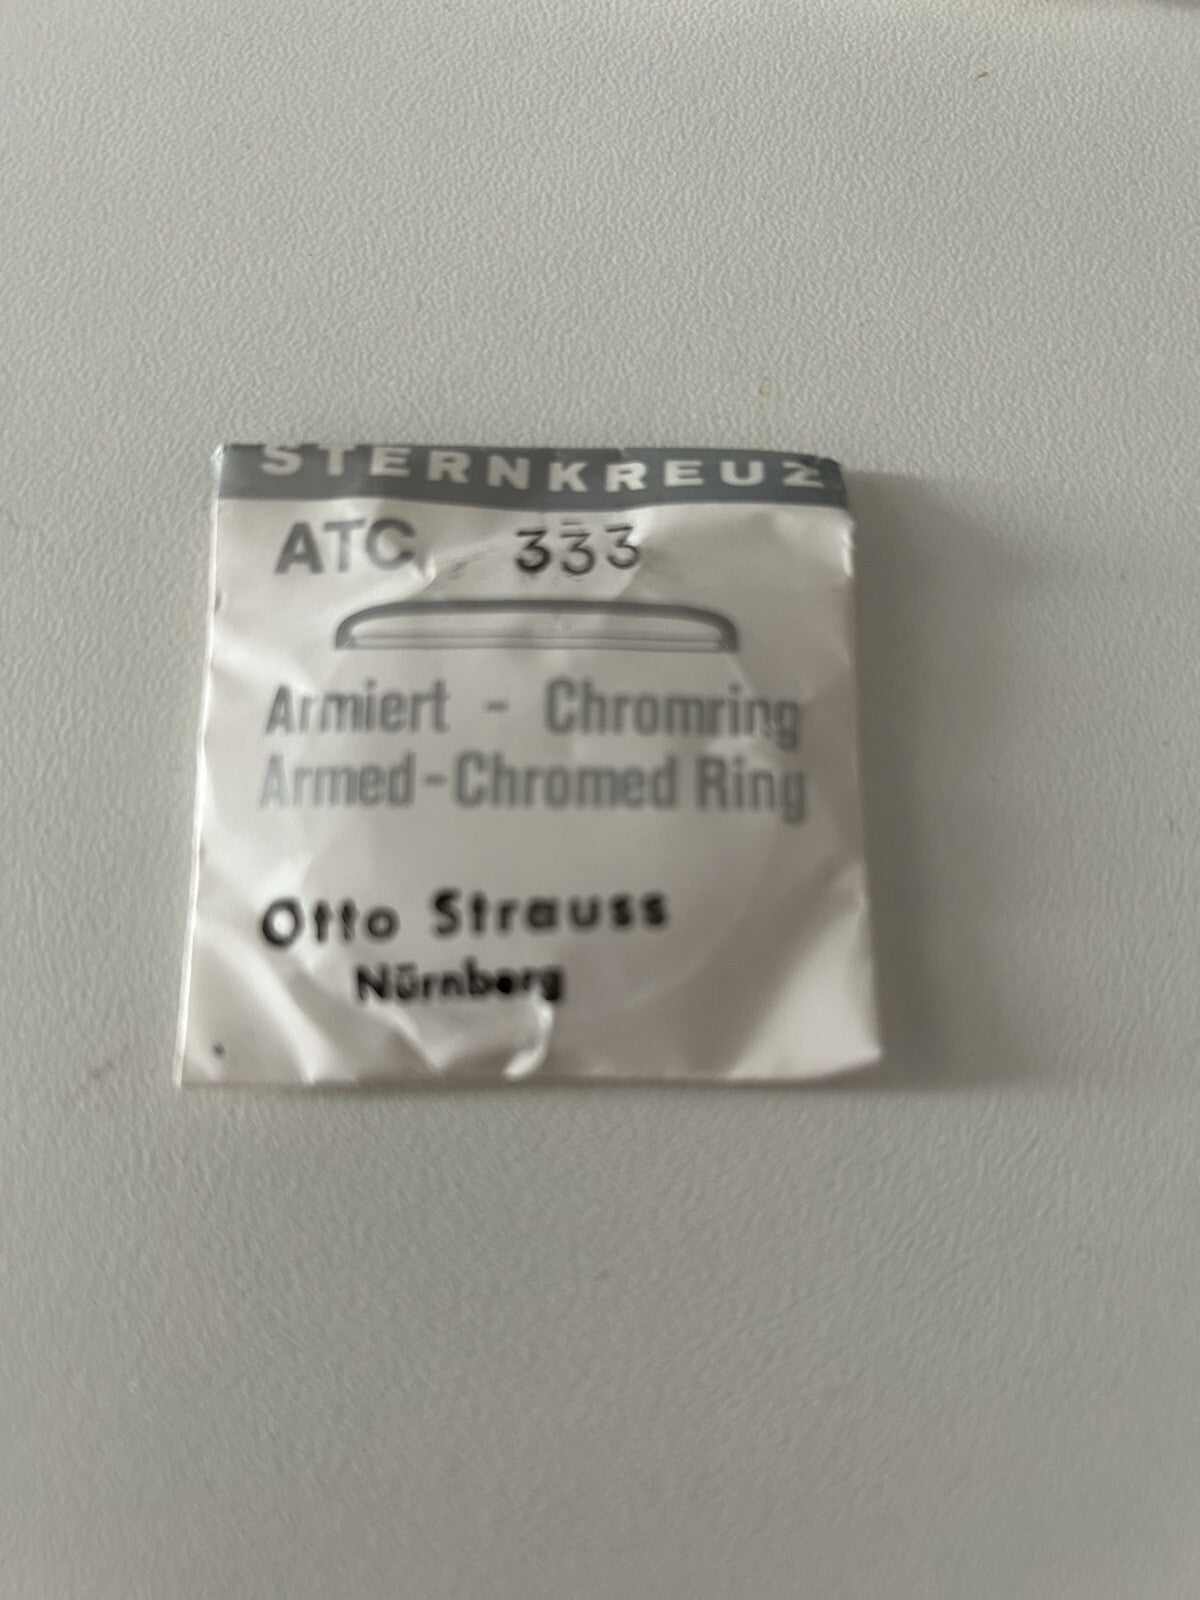 STERNKREUZ
ATC 333
Armiert - Chromring
Armed-Chromed Ring
Otto Strauss
Nürnberg